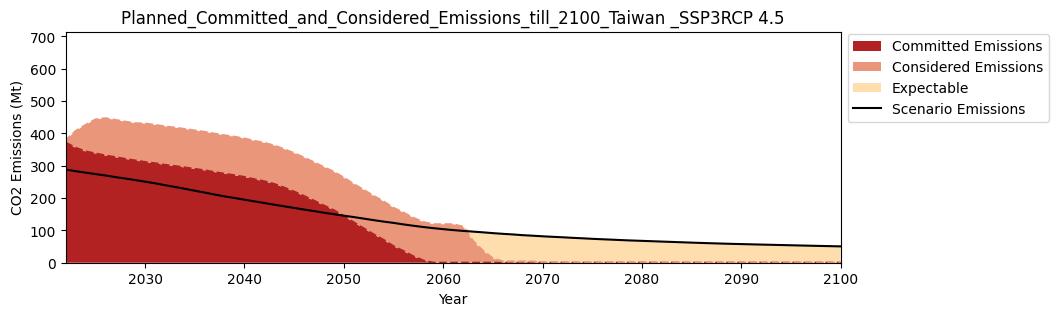 Planned_Committed_and_Considered_Emissions_till_2100_Taiwan _SSP3RCP 4.5
700
600
500
400
300
200
100
0
CO2 Emissions (Mt)
2030
2040
2050
2060
2070
2080
2090
2100
Year
Committed Emissions
Considered Emissions
Expectable
Scenario Emissions